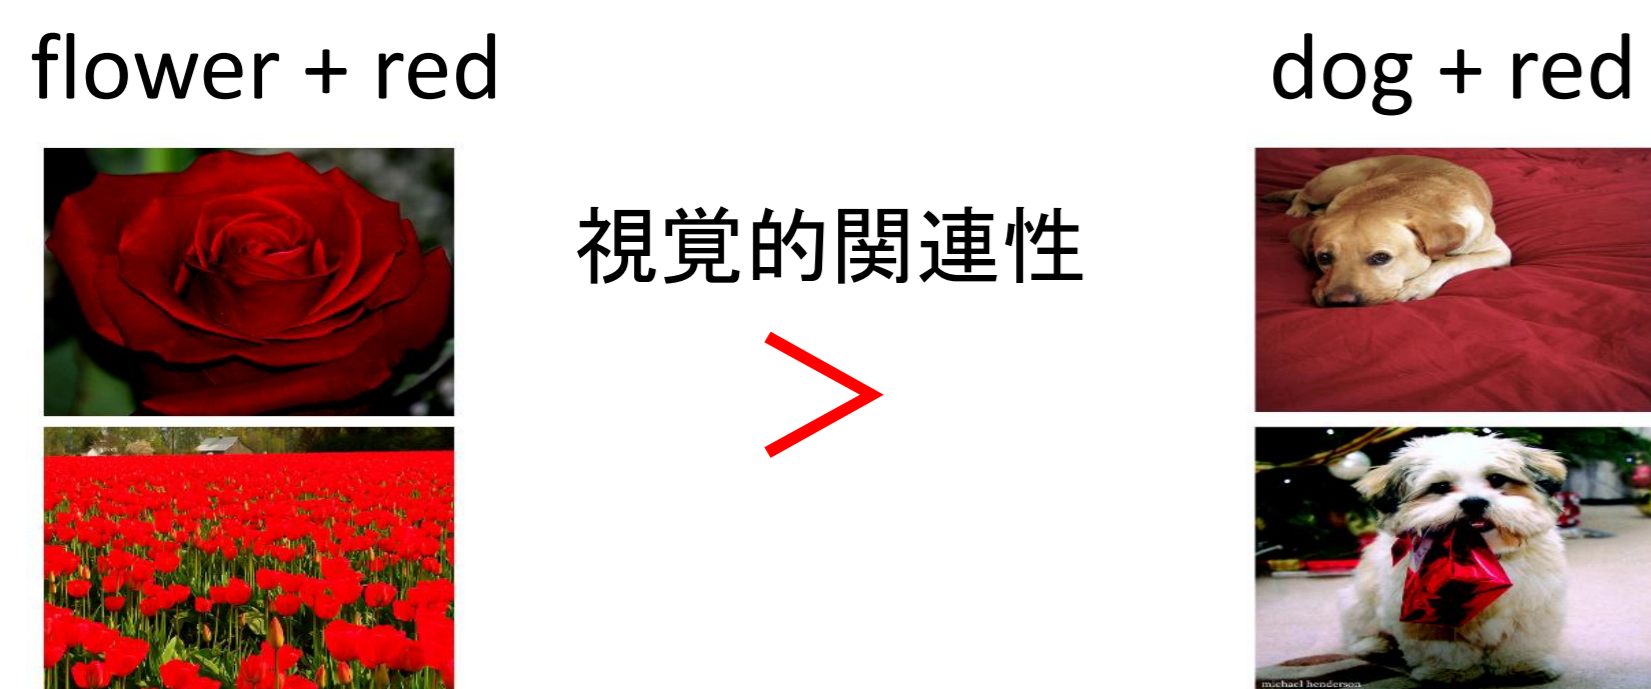 flower + red
dog + red
視覚的関連性
>
michael henderson